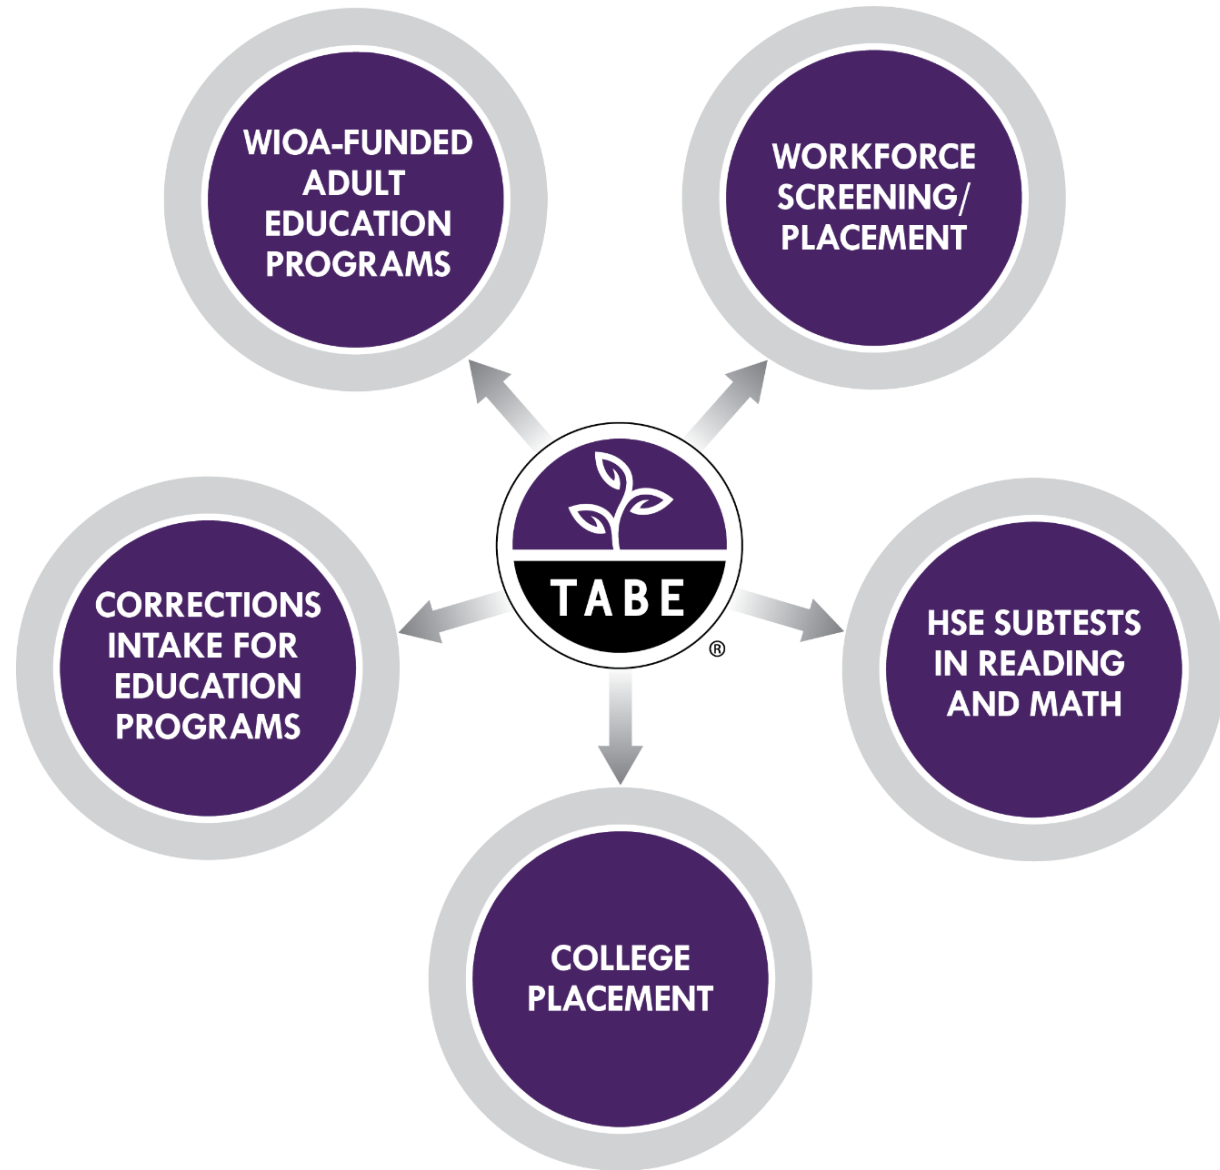 WIOA-FUNDED
ADULT
EDUCATION
PROGRAMS
WORKFORCE
SCREENING/
PLACEMENT
TABE
®
CORRECTIONS
INTAKE FOR
EDUCATION
PROGRAMS
HSE SUBTESTS
IN READING
AND MATH
COLLEGE
PLACEMENT